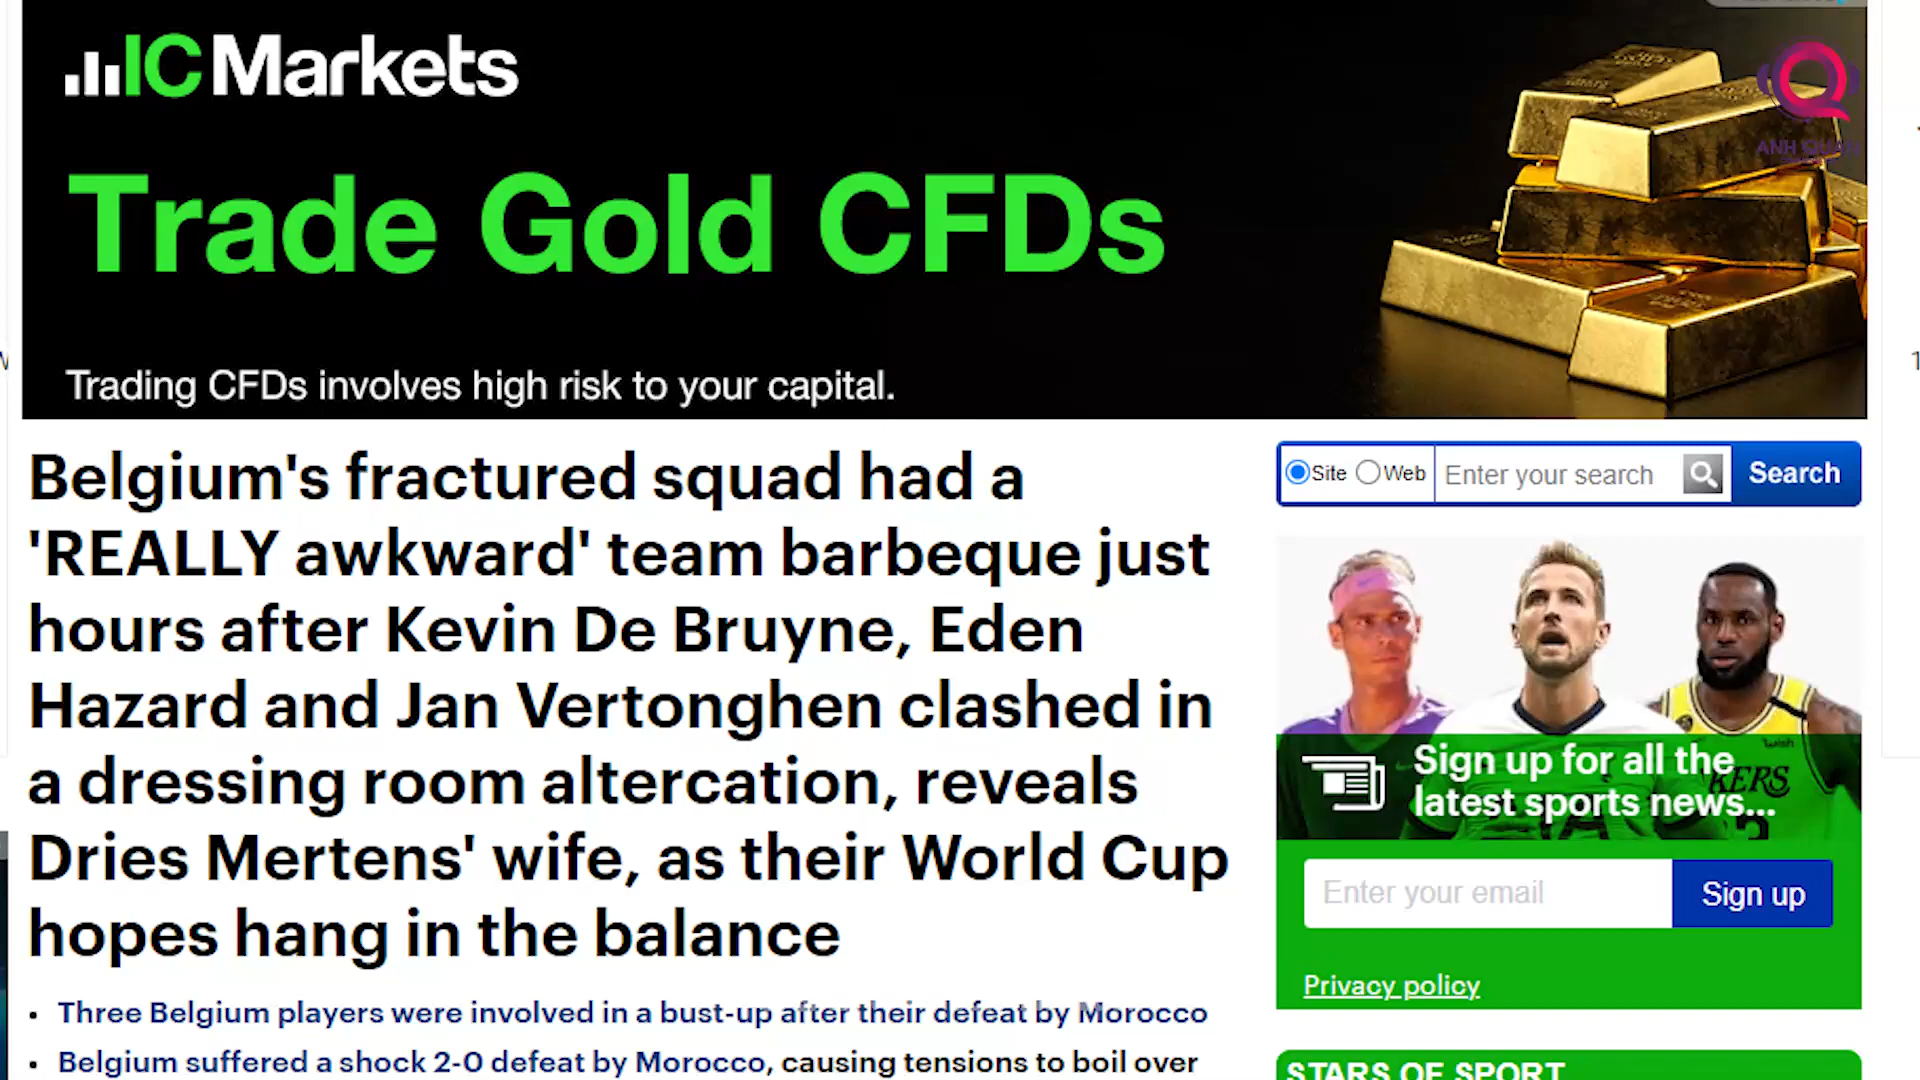 IC Markets
Trade Gold CFDs
Trading CFDs involves high risk to your capital.
Belgium's fractured squad had a
'REALLY awkward' team barbeque just
hours after Kevin De Bruyne, Eden
Hazard and Jan Vertonghen clashed in
a dressing room altercation, reveals
Dries Mertens' wife, as their World Cup
hopes hang in the balance
• Three Belgium players were involved in a bust-up after their defeat by Morocco
• Belgium suffered a shock 2-0 defeat by Morocco, causing tensions to boil over
Site Web Enter your search Search
Sign up for all the
latest sports news...
KERS
Enter your email Sign up
Privacy policy
STARS OF SPORT